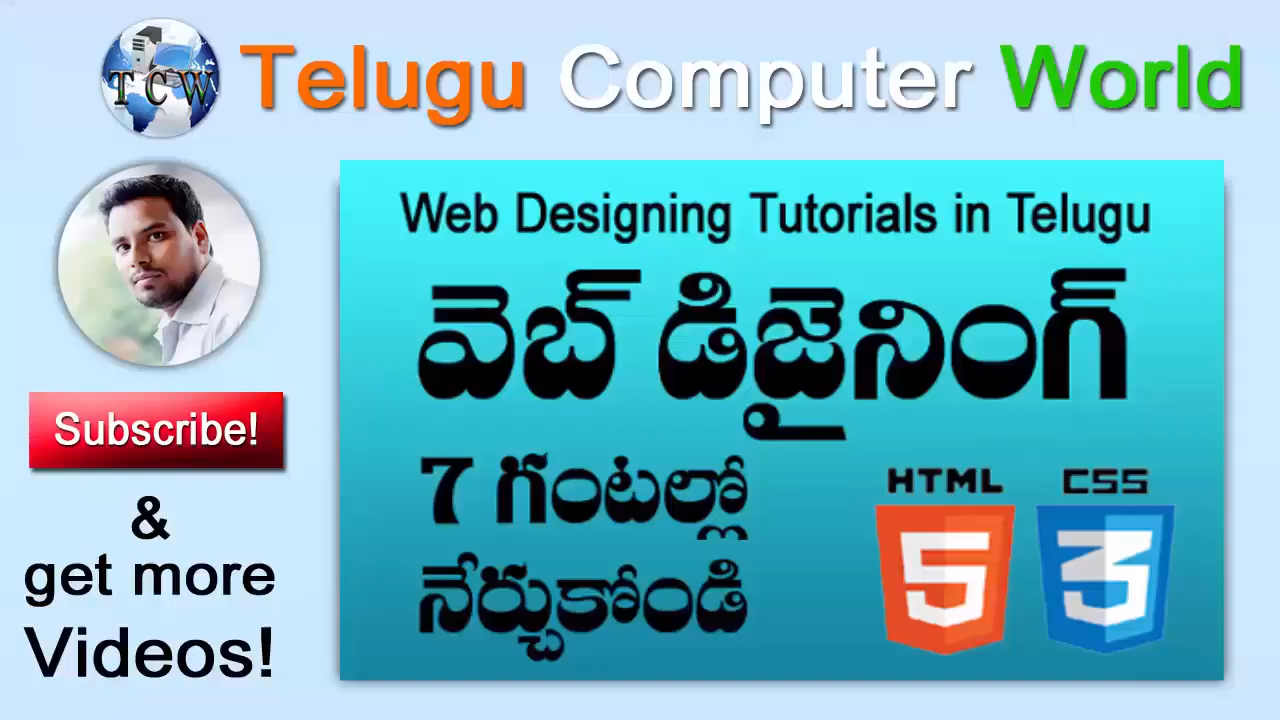 TCW
Telugu Computer World
Web Designing Tutorials in Telugu
వెబ్ డిజైనింగ్
7 గంటల్లో
నేర్చుకోండి
HTML CSS
5 3
Subscribe!
&
get more
Videos!